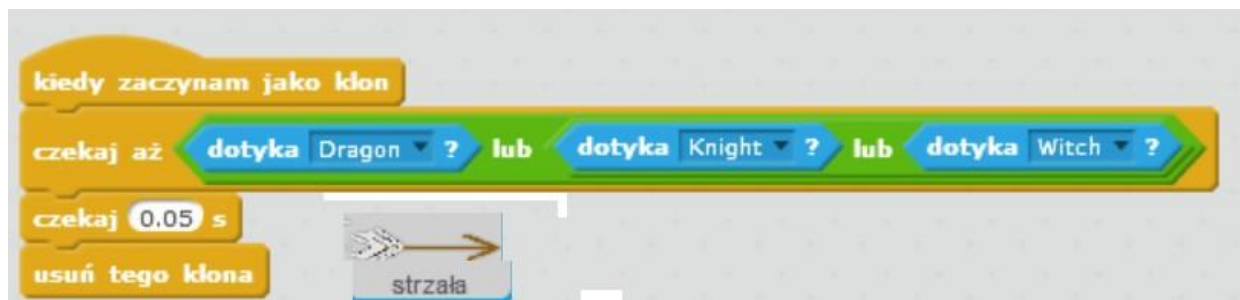 kiedy zaczynam jako klon
czekaj aż dotyka Dragon ? lub dotyka Knight ? lub dotyka Witch ?
czekaj 0.05 s
usuń tego klona
strzała